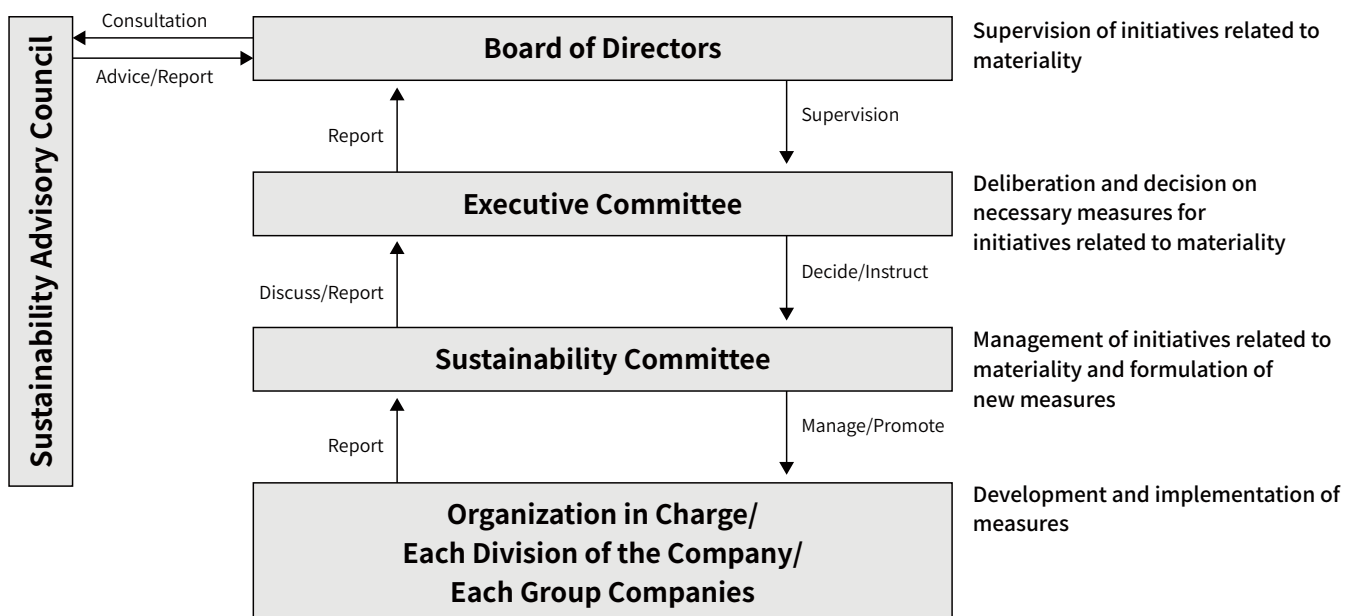 Sustainability Advisory Council
Consultation
Advice/Report
Board of Directors
Supervision of initiatives related to
materiality
Report
Supervision
Executive Committee
Deliberation and decision on
necessary measures for
initiatives related to materiality
Discuss/Report
Decide/Instruct
Sustainability Committee
Management of initiatives related to
materiality and formulation of
new measures
Report
Manage/Promote
Organization in Charge/
Each Division of the Company/
Each Group Companies
Development and implementation of
measures